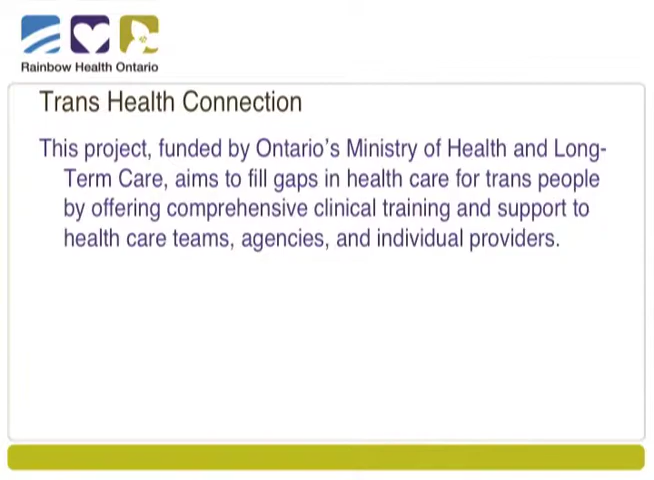 Rainbow Health Ontario
Trans Health Connection
This project, funded by Ontario's Ministry of Health and Long-
Term Care, aims to fill gaps in health care for trans people
by offering comprehensive clinical training and support to
health care teams, agencies, and individual providers.